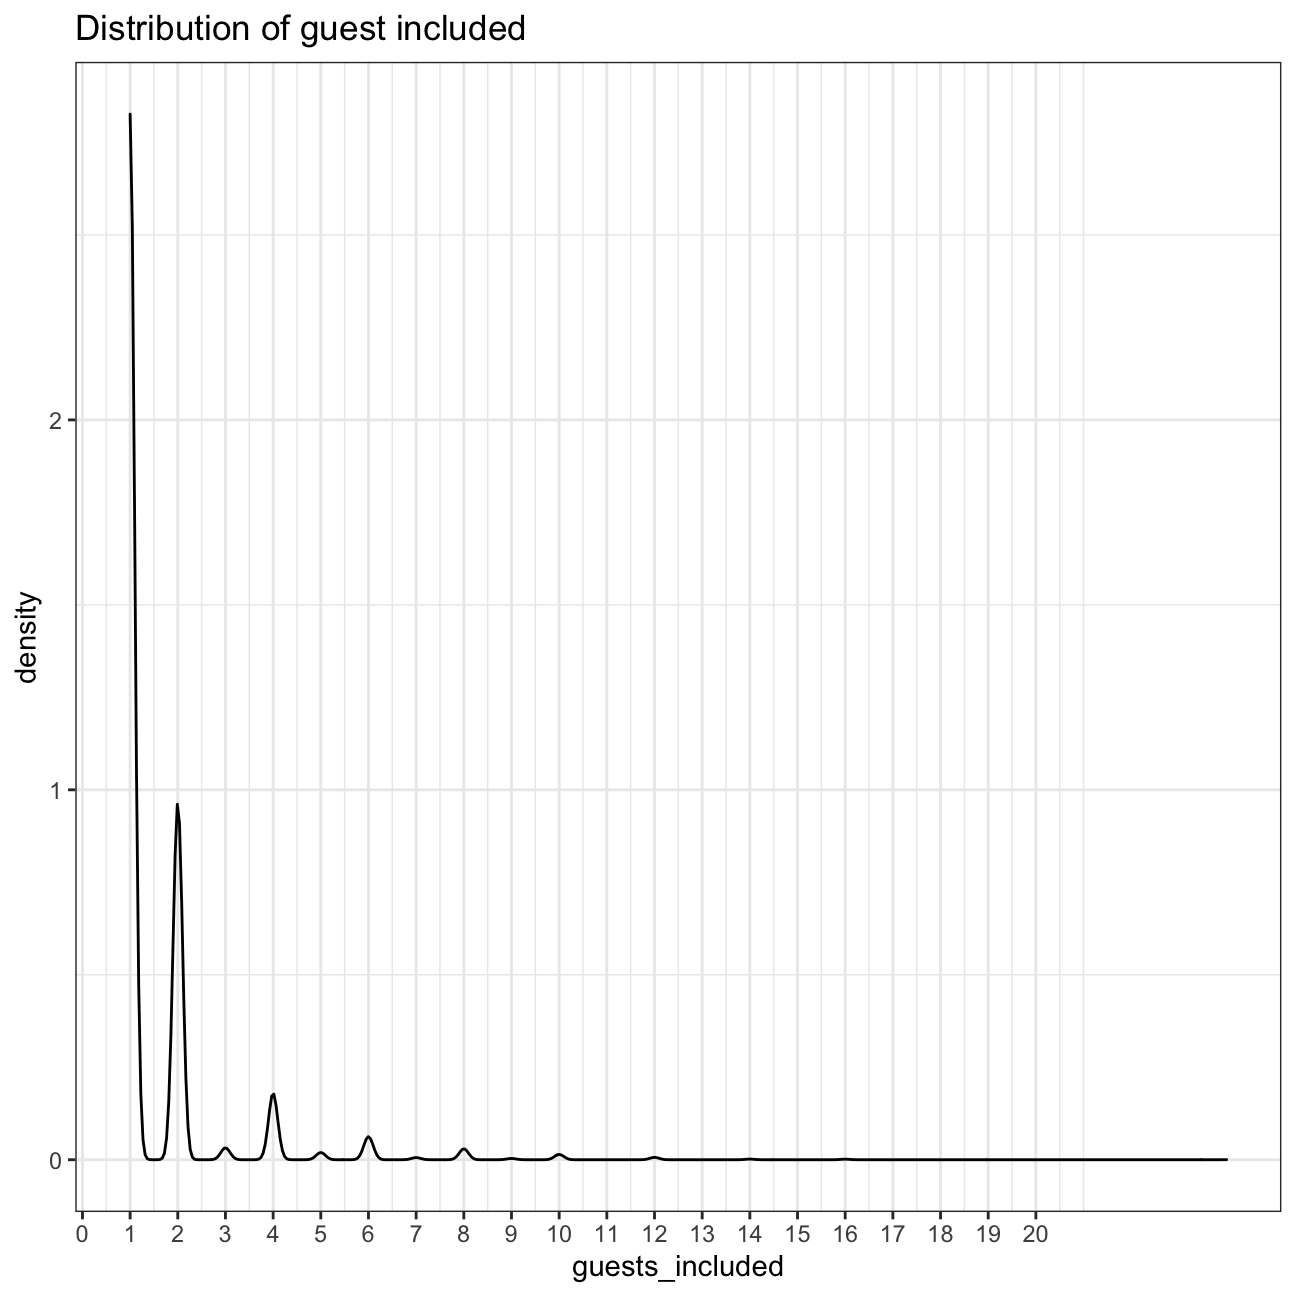 Distribution of guest included
density
2
1
0
0 1 2 3 4 5 6 7 8 9 10 11 12 13 14 15 16 17 18 19 20
guests_included